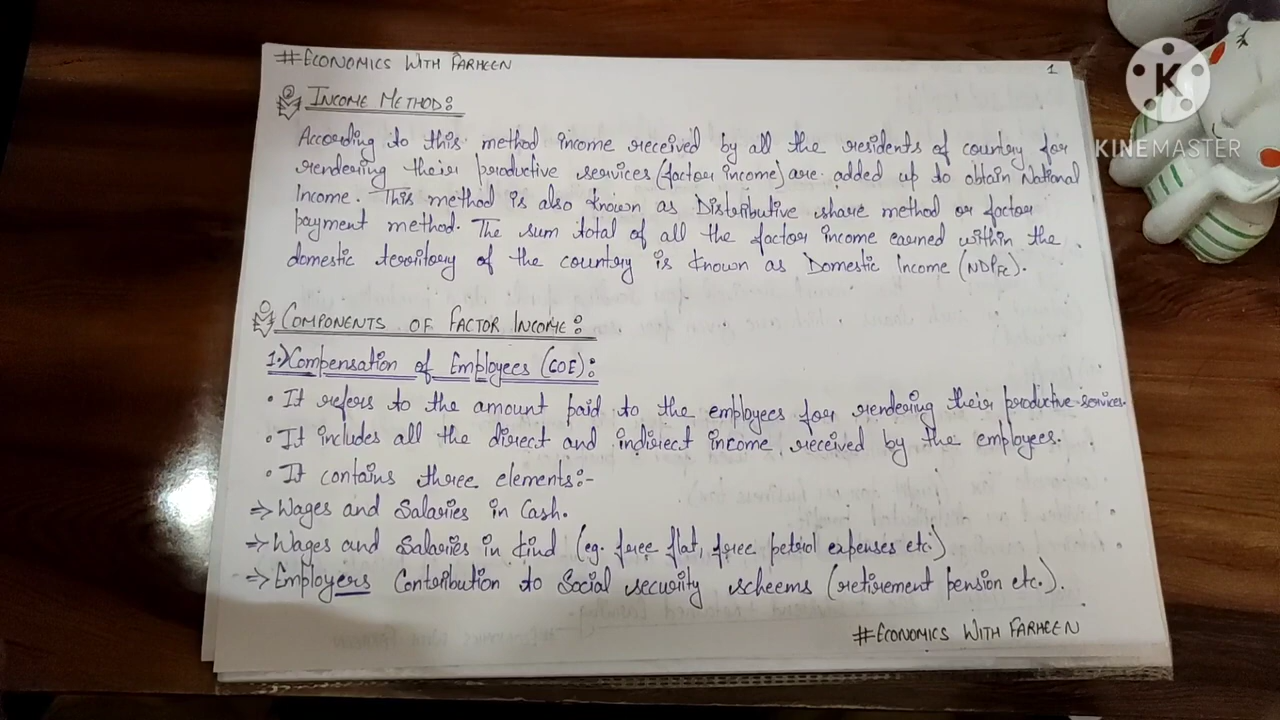 #ECONOMICS WITH FARHEEN
1
② INCOME METHOD:
According to this method income received by all the residents of country for
rendering their productive services (factor income) are added up to obtain National
Income. This method is also known as Distributive share method or factor
payment method. The sum total of all the factor income earned within the
domestic territory of the country is known as Domestic Income (NDPFC).
COMPONENTS OF FACTOR INCOME:
1.) Compensation of Employees (COE):
• It refers to the amount paid to the employees for rendering their productive services.
• It includes all the direct and indirect income received by the employees.
• It contains three elements:-
⇒ Wages and Salaries in Cash.
⇒ Wages and Salaries in kind (eg. free flat, free petrol expenses etc.)
⇒ Employers Contribution to Social security scheems (retirement pension etc.).
#ECONOMICS WITH FARHEEN
K
KINEMASTER